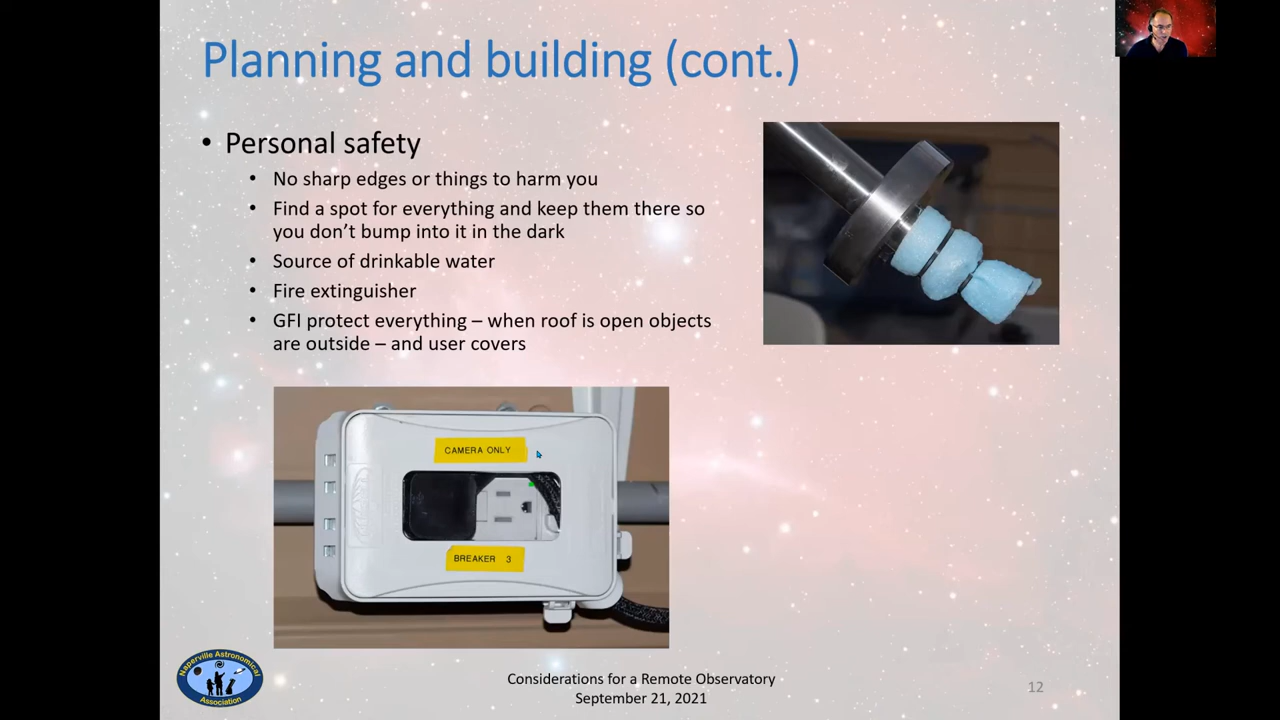 Planning and building (cont.)
• Personal safety
• No sharp edges or things to harm you
• Find a spot for everything and keep them there so
you don’t bump into it in the dark
• Source of drinkable water
• Fire extinguisher
• GFI protect everything – when roof is open objects
are outside – and user covers
CAMERA ONLY
BREAKER 3
Naperville Astronomical
Association
Considerations for a Remote Observatory
September 21, 2021
12